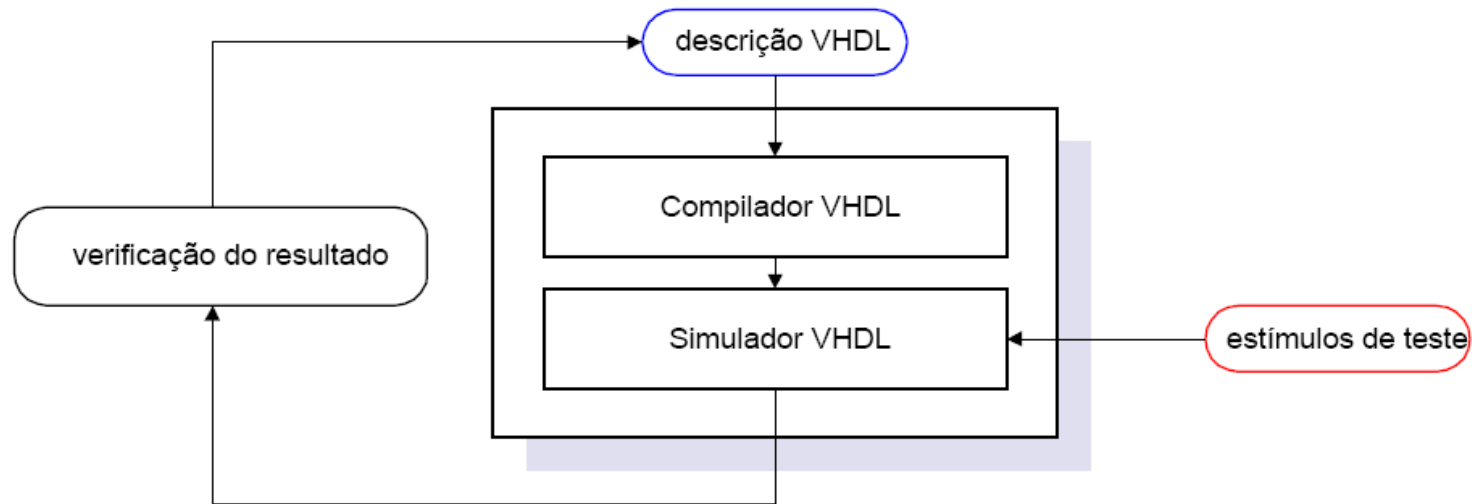 descrição VHDL
Compilador VHDL
verificação do resultado
Simulador VHDL
estímulos de teste